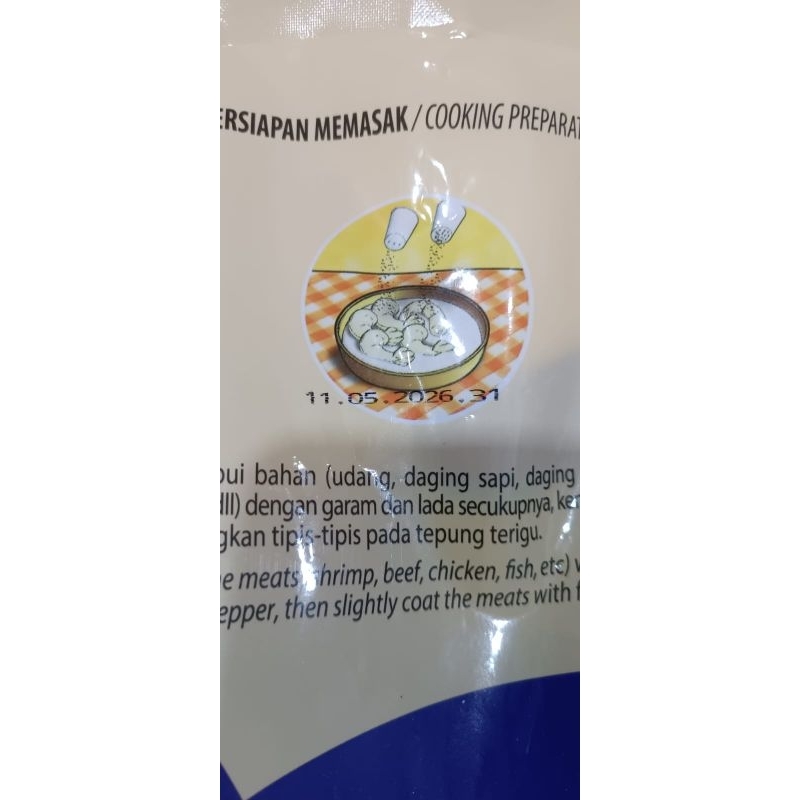 ERSIAPAN MEMASAK / COOKING PREPARAT
11.05.2026.31
pui bahan (udang, daging sapi, daging
dll) dengan garam dan lada secukupnya, ke
gkan tipis-tipis pada tepung terigu.
e meats, shrimp, beef, chicken, fish, etc)
epper, then slightly coat the meats with f